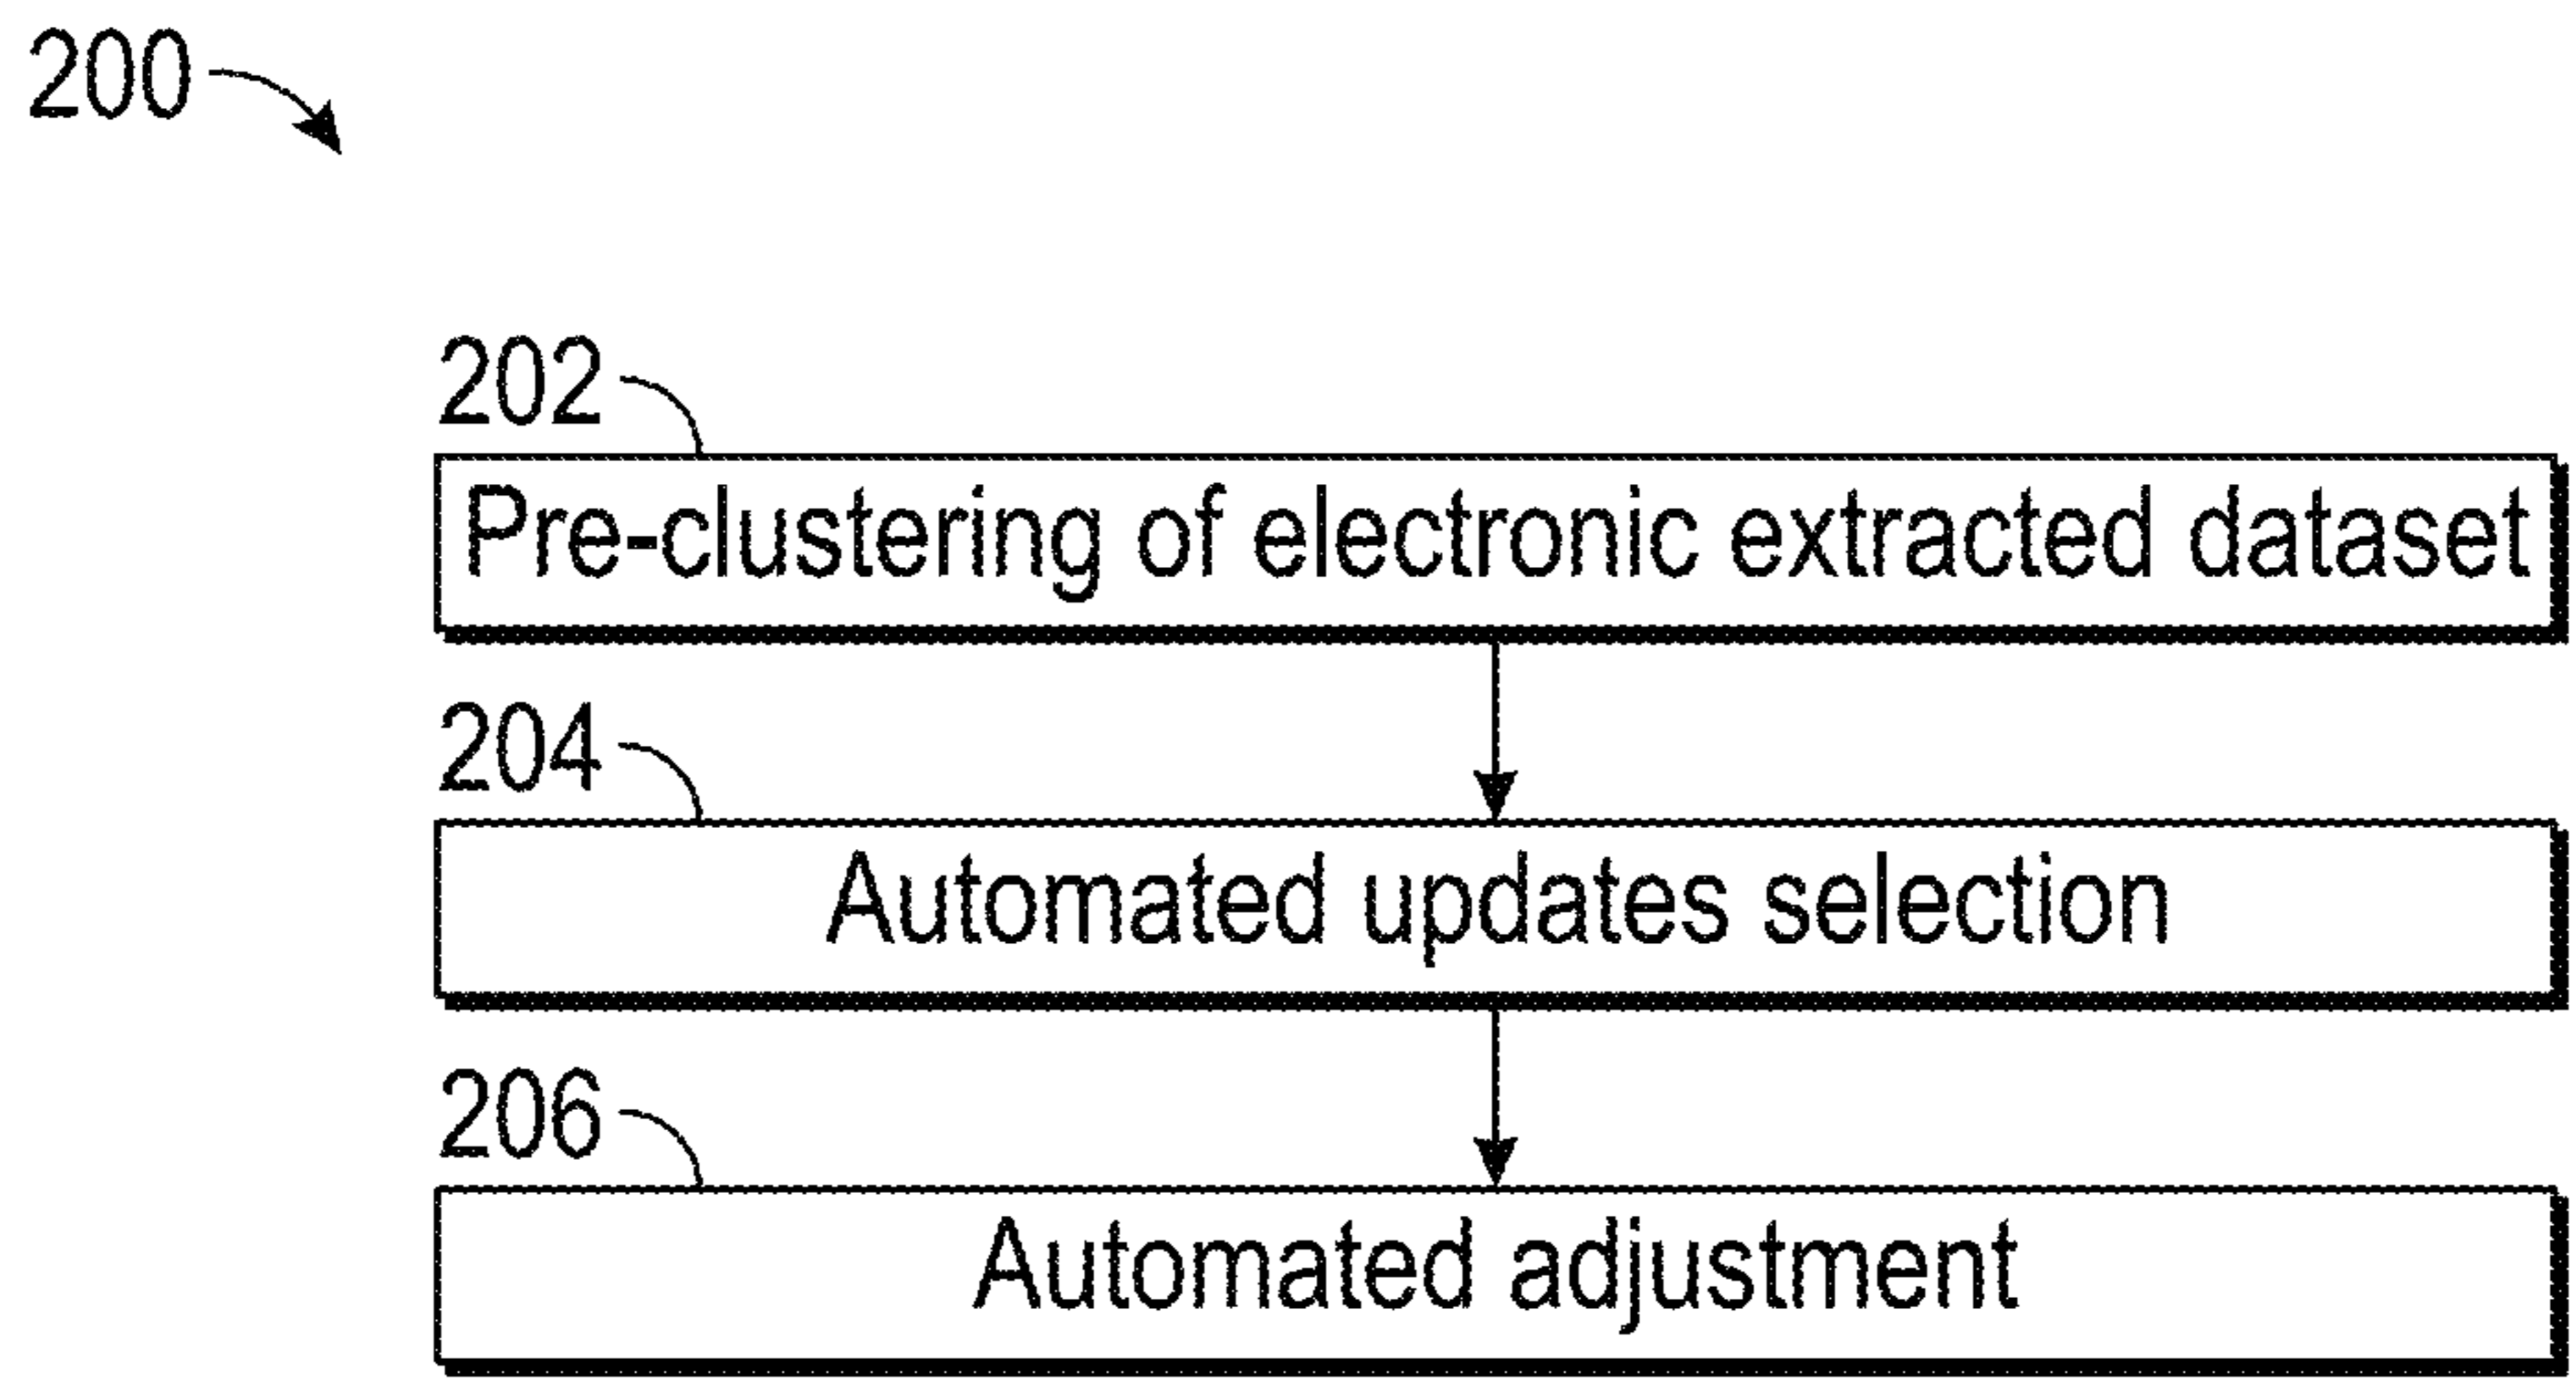 200
202
Pre-clustering of electronic extracted dataset
204
Automated updates selection
206
Automated adjustment